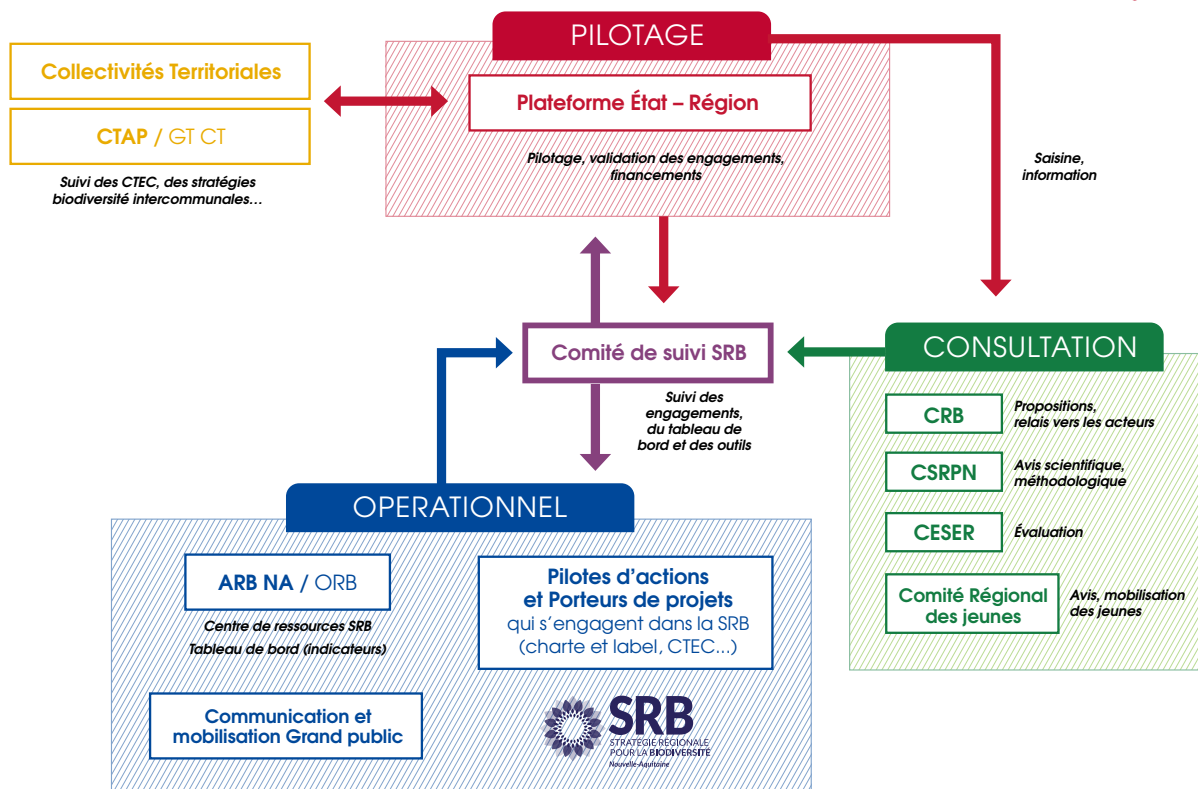 PILOTAGE
Collectivités Territoriales
CTAP / GT CT
Suivi des CTEC, des stratégies
biodiversité intercommunales...
Plateforme État – Région
Pilotage, validation des engagements,
financements
Saisine,
information
Comité de suivi SRB
Suivi des
engagements,
du tableau de
bord et des outils
CONSULTATION
CRB
Propositions,
relais vers les acteurs
CSRPN
Avis scientifique,
méthodologique
CESER
Évaluation
Comité Régional
des jeunes
Avis, mobilisation
des jeunes
OPERATIONNEL
ARB NA / ORB
Centre de ressources SRB
Tableau de bord (indicateurs)
Pilotes d'actions
et Porteurs de projets
qui s'engagent dans la SRB
(charte et label, CTEC...)
Communication et
mobilisation Grand public
SRB
STRATÉGIE RÉGIONALE
POUR LA BIODIVERSITÉ
Nouvelle-Aquitaine